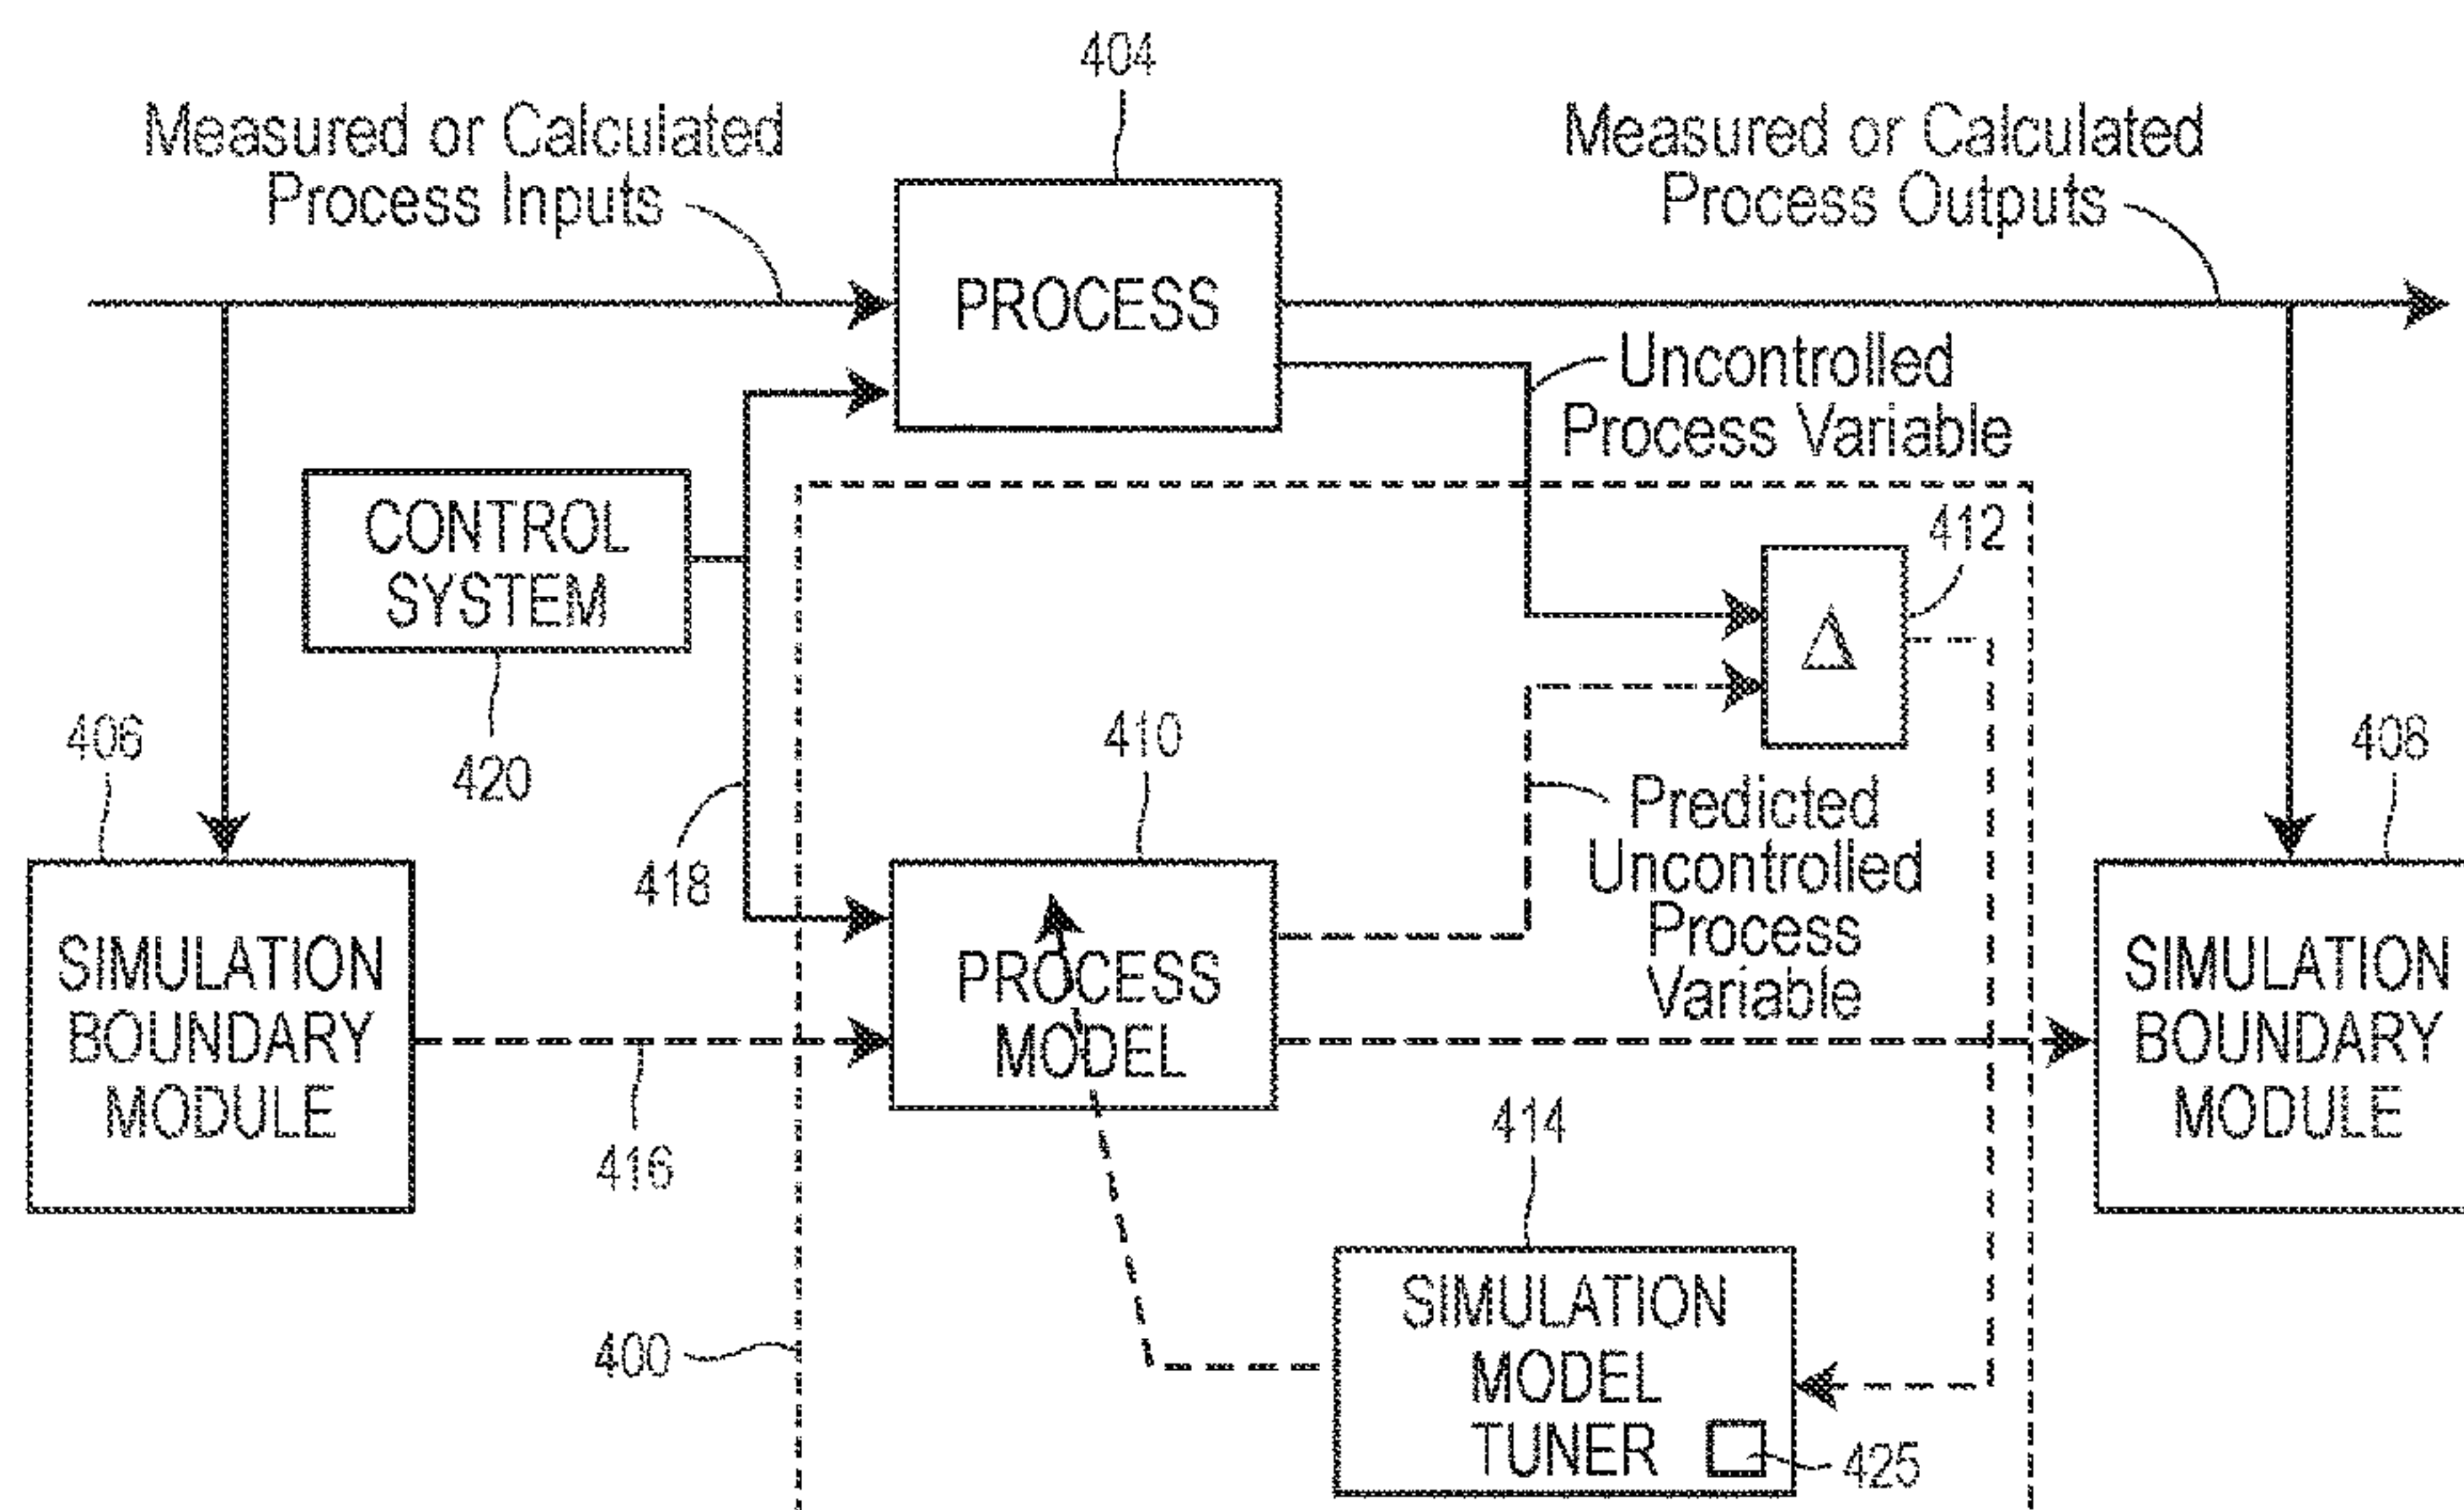 404
Measured or Calculated
Process Inputs
Measured or Calculated
Process Outputs
PROCESS
Uncontrolled
Process Variable
CONTROL
SYSTEM
412
Δ
406
420
410
408
418
Predicted
Uncontrolled
Process
Variable
SIMULATION
BOUNDARY
MODULE
PROCESS
MODEL
SIMULATION
BOUNDARY
MODULE
416
414
400
SIMULATION
MODEL
TUNER
425